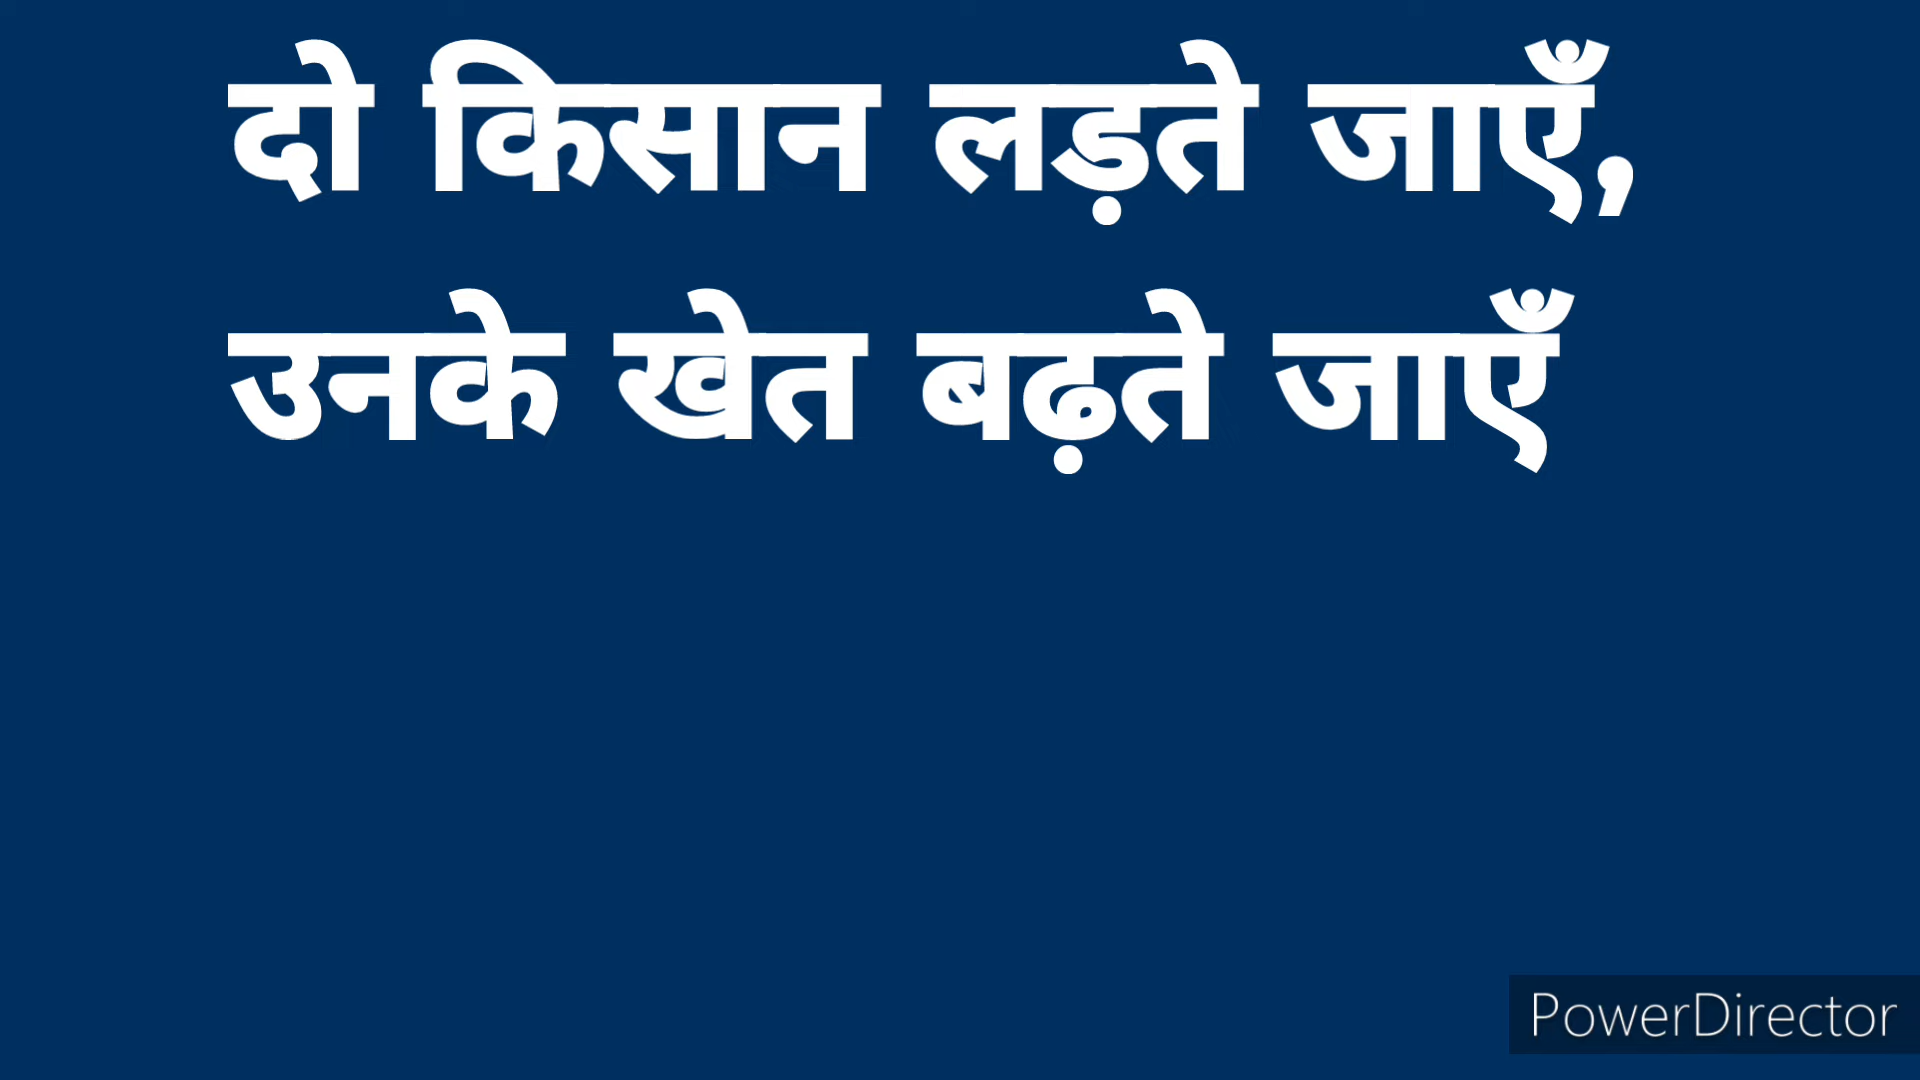 दो किसान लड़ते जाएँ,
उनके खेत बढ़ते जाएँ
PowerDirector